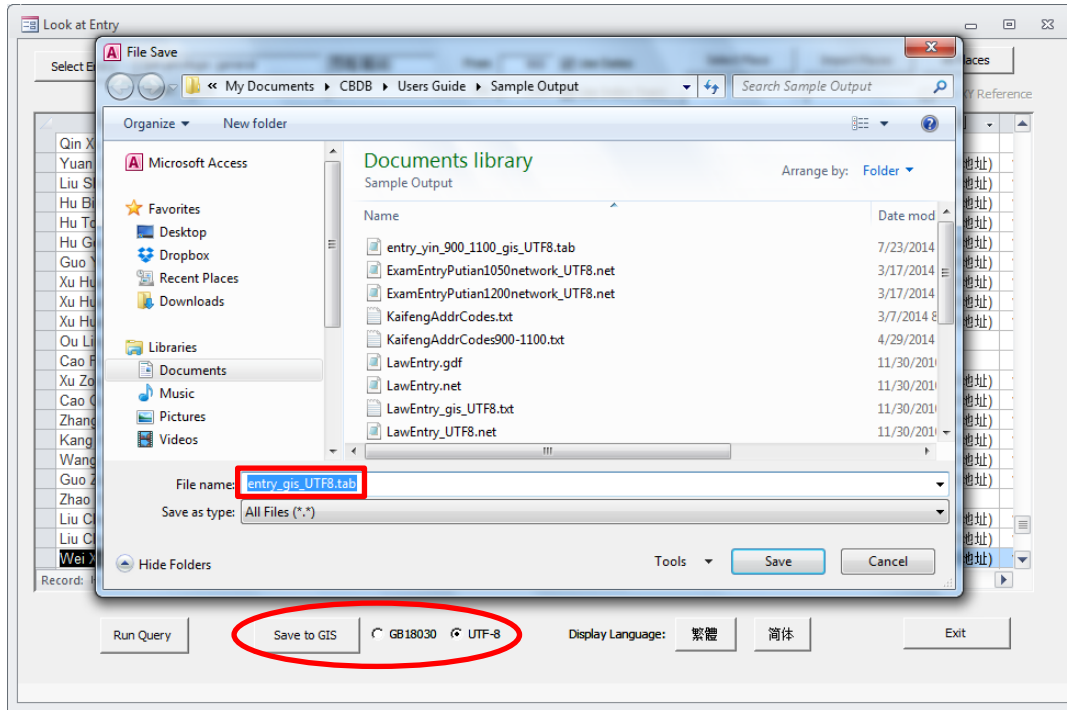 Look at Entry
File Save
Select E
laces
« My Documents ▸ CBDB ▸ Users Guide ▸ Sample Output
Search Sample Output
XY Reference
Organize
New folder
Microsoft Access
Favorites
Desktop
Dropbox
Recent Places
Downloads
Libraries
Documents
Music
Pictures
Videos
Documents library
Sample Output
Arrange by: Folder
Name Date mod
entry_yin_900_1100_gis_UTF8.tab 7/23/2014
ExamEntryPutian1050network_UTF8.net 3/17/2014
ExamEntryPutian1200network_UTF8.net 3/17/2014
KaifengAddrCodes.txt 3/7/2014 8
KaifengAddrCodes900-1100.txt 4/29/2014
LawEntry.gdf 11/30/201
LawEntry.net 11/30/201
LawEntry_gis_UTF8.txt 11/30/201
LawEntry_UTF8.net 11/30/201
Qin X
Yuan 地址)
Liu S 地址)
Hu Bi 地址)
Hu To 地址)
Hu G 地址)
Guo 地址)
Xu Hu 地址)
Xu Hu 地址)
Xu Hu 地址)
Ou Li
Cao F
Xu Zo 地址)
Cao 地址)
Zhang 地址)
Kang 地址)
Wang 地址)
Guo Z 地址)
Zhao
Liu Cl 地址)
Liu Cl 地址)
Wei X 地址)
File name: entry_gis_UTF8.tab
Save as type: All Files (*.*)
Hide Folders
Tools
Save
Cancel
Record:
Run Query
Save to GIS
GB18030
UTF-8
Display Language:
繁體
简体
Exit